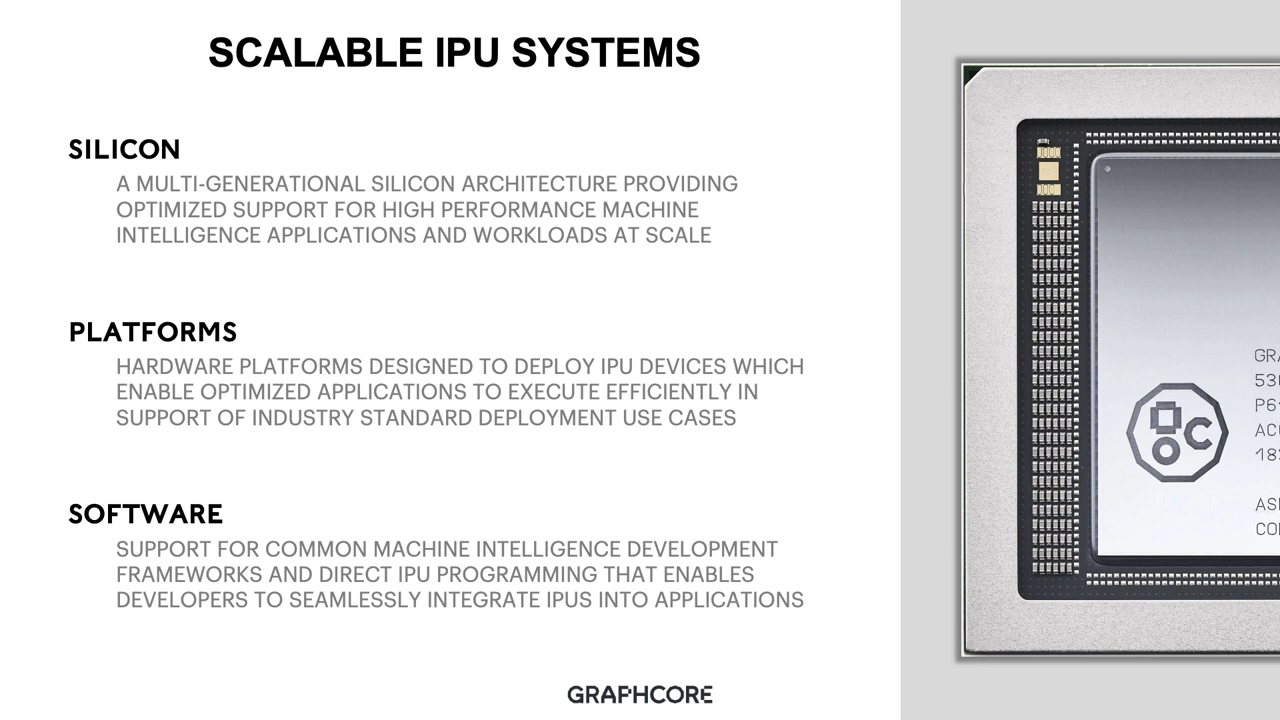 SCALABLE IPU SYSTEMS
SILICON
A MULTI-GENERATIONAL SILICON ARCHITECTURE PROVIDING
OPTIMIZED SUPPORT FOR HIGH PERFORMANCE MACHINE
INTELLIGENCE APPLICATIONS AND WORKLOADS AT SCALE
PLATFORMS
HARDWARE PLATFORMS DESIGNED TO DEPLOY IPU DEVICES WHICH
ENABLE OPTIMIZED APPLICATIONS TO EXECUTE EFFICIENTLY IN
SUPPORT OF INDUSTRY STANDARD DEPLOYMENT USE CASES
SOFTWARE
SUPPORT FOR COMMON MACHINE INTELLIGENCE DEVELOPMENT
FRAMEWORKS AND DIRECT IPU PROGRAMMING THAT ENABLES
DEVELOPERS TO SEAMLESSLY INTEGRATE IPUS INTO APPLICATIONS
GRAPHCORE